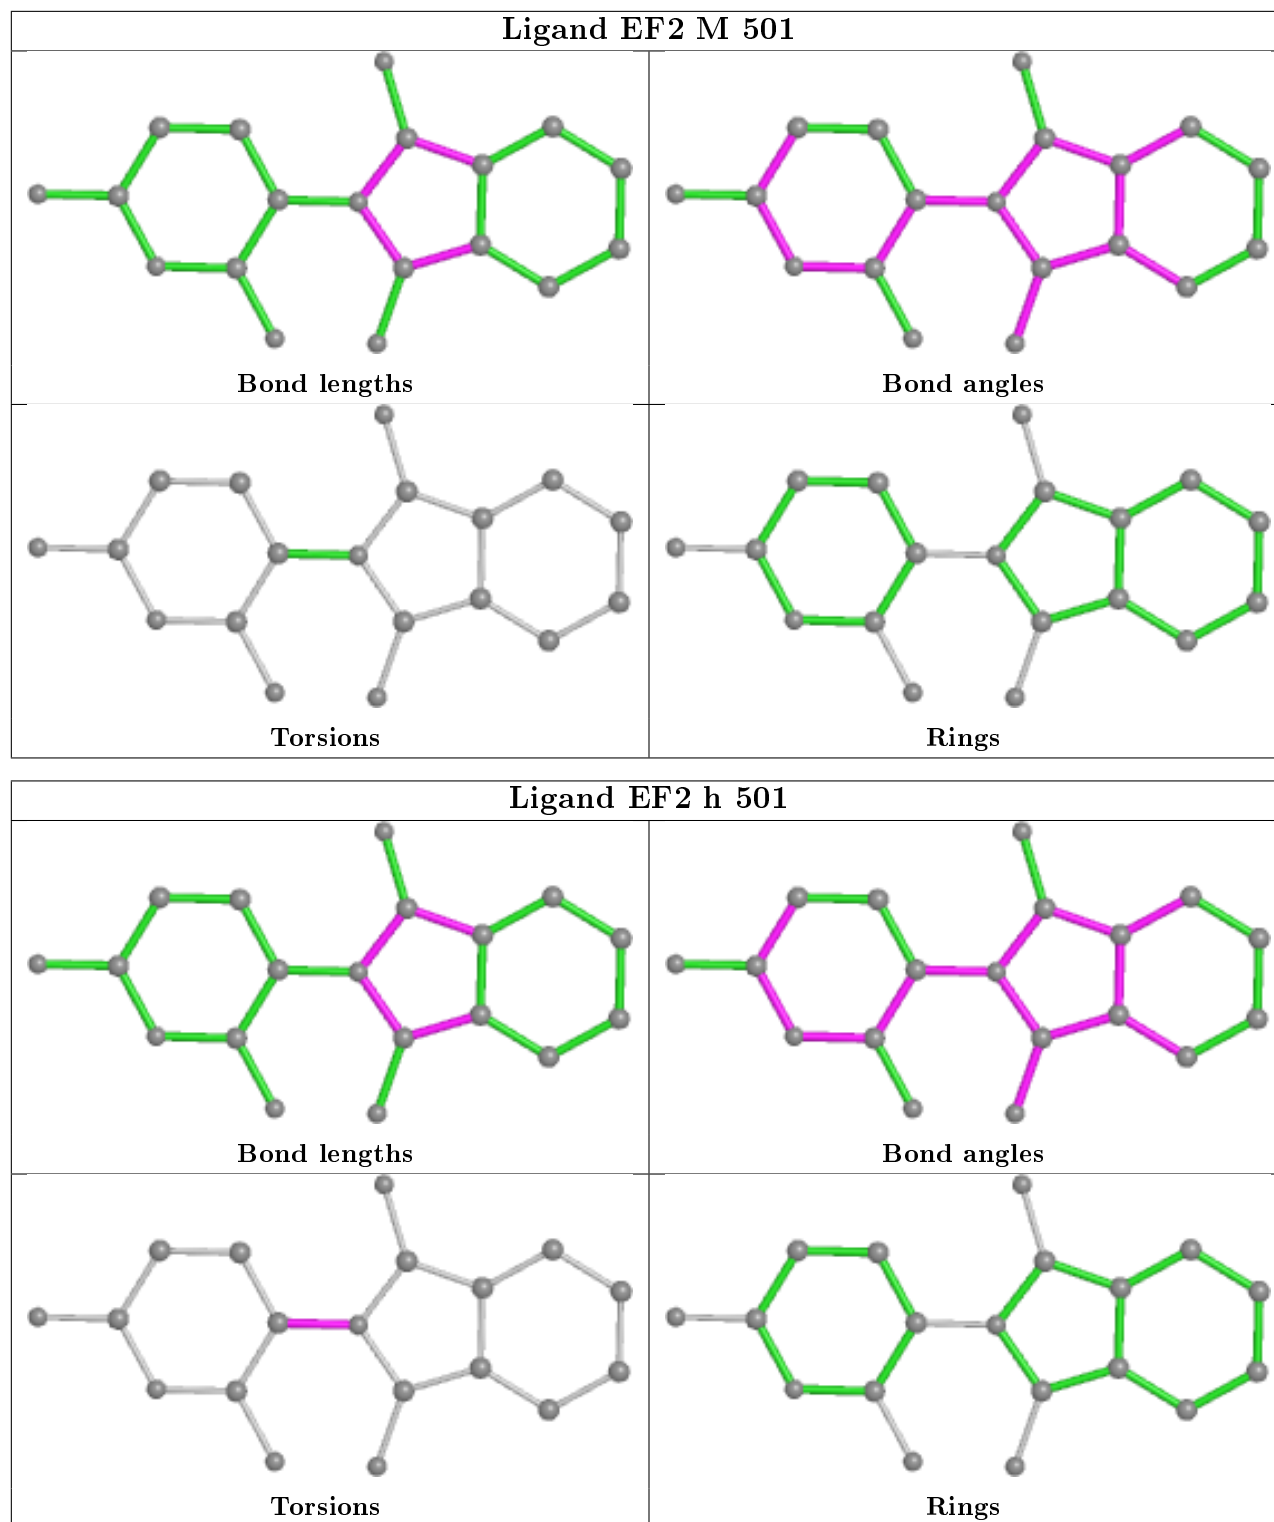 Ligand EF2 M 501
Bond lengths
Bond angles
Torsions
Rings
Ligand EF2 h 501
Bond lengths
Bond angles
Torsions
Rings